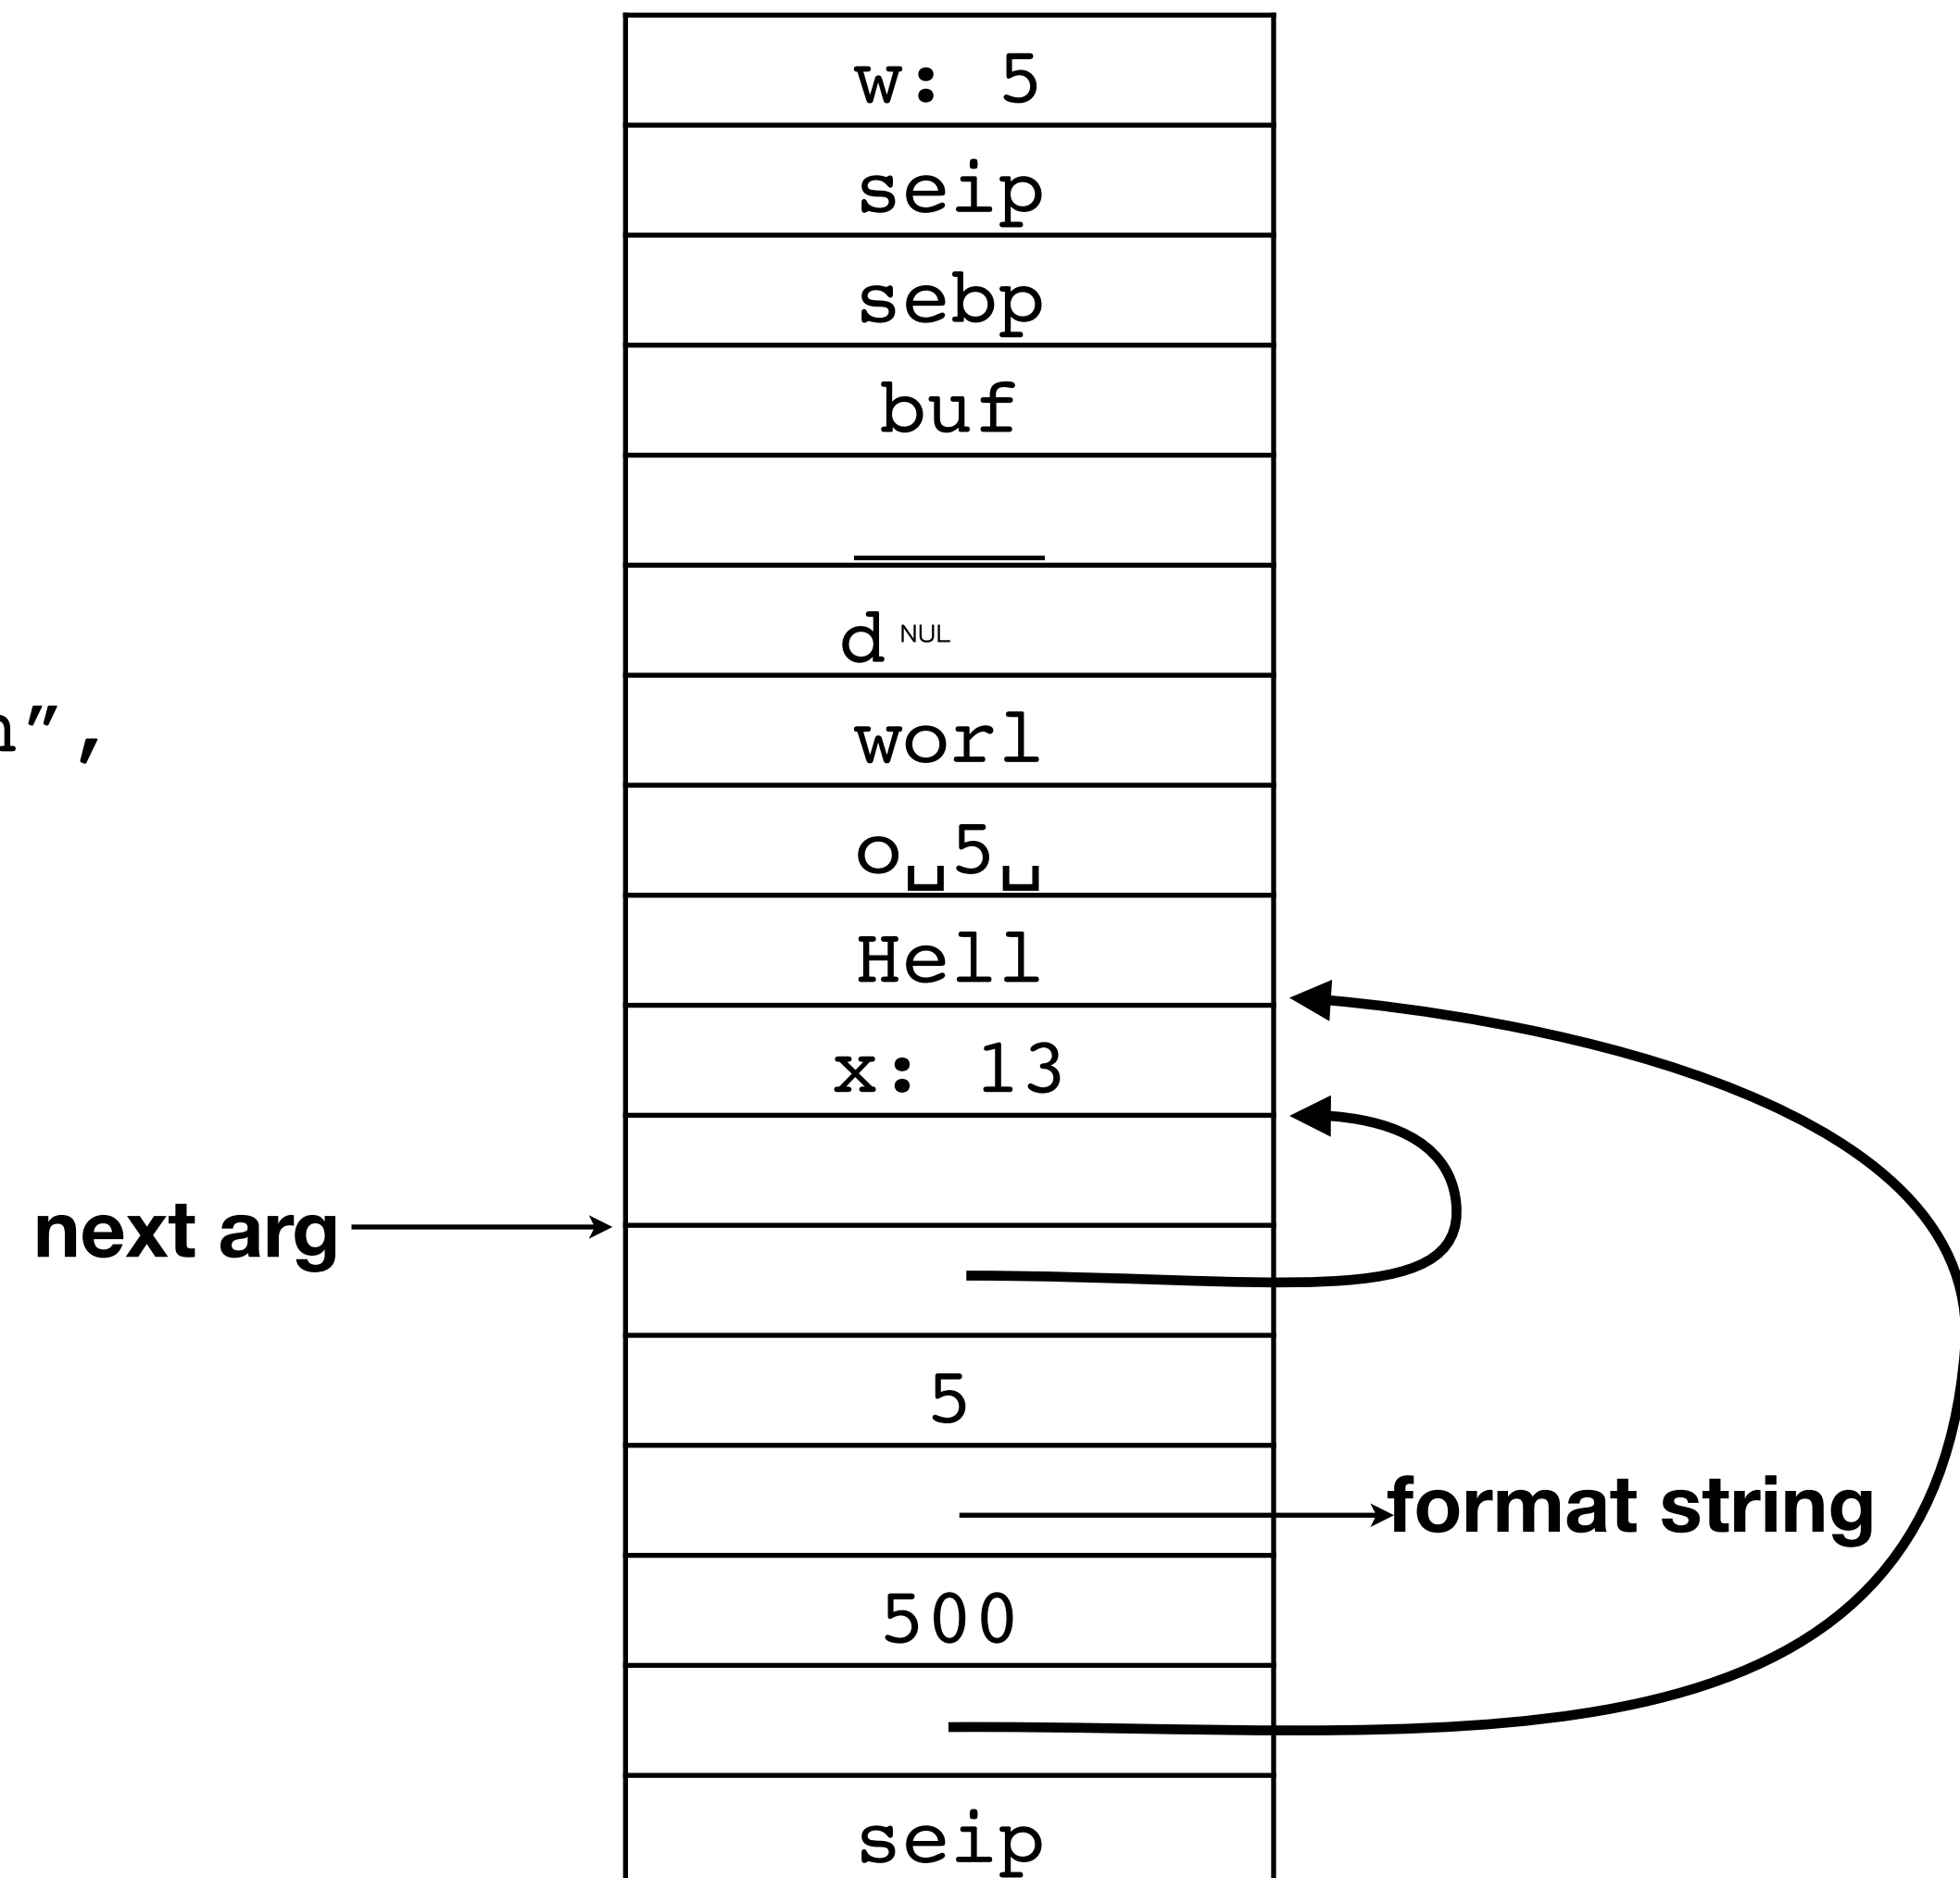 w: 5
seip
sebp
buf
d NUL
n”,
worl
o␣5␣
Hell
x: 13
next arg
5
format string
500
seip